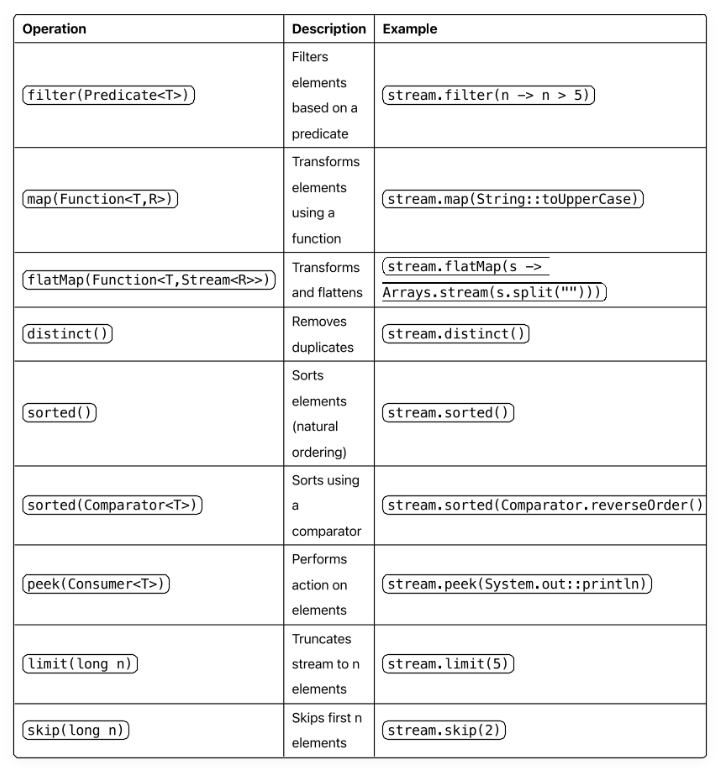 Operation Description Example
Filters
elements
filter(Predicate<T>) based on a stream.filter(n -> n > 5)
predicate
Transforms
elements
map(Function<T,R>) using a stream.map(String::toUpperCase)
function
flatMap(Function<T,Stream<R>>) Transforms stream.flatMap(s ->
and flattens Arrays.stream(s.split("")))
distinct() Removes stream.distinct()
duplicates
Sorts
elements
sorted() (natural stream.sorted()
ordering)
Sorts using
sorted(Comparator<T>) a stream.sorted(Comparator.reverseOrder()
comparator
Performs
peek(Consumer<T>) action on stream.peek(System.out::println)
elements
Truncates
limit(long n) stream to n stream.limit(5)
elements
skip(long n) Skips first n stream.skip(2)
elements